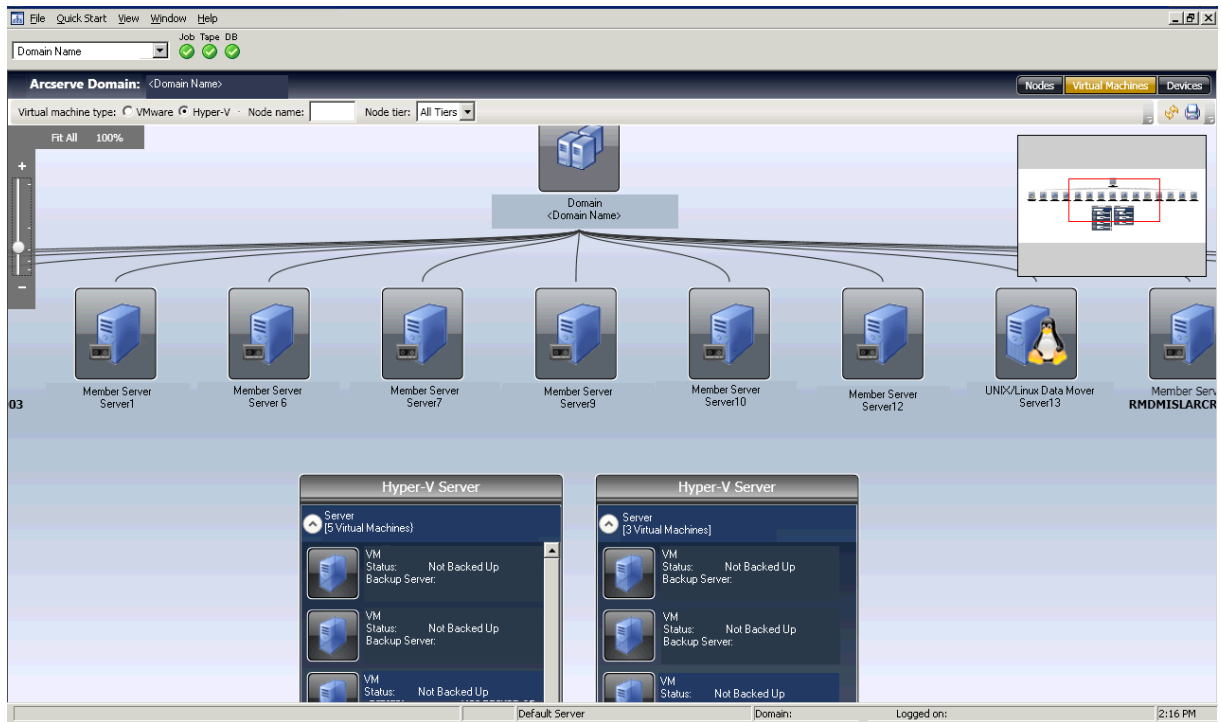 File Quick Start View Window Help
Job Tape DB
Domain Name
Arcserve Domain: <Domain Name>
Nodes Virtual Machines Devices
Virtual machine type: VMware Hyper-V Node name: Node tier: All Tiers
Fit All 100%
Domain
<Domain Name>
Member Server
Server1
Member Server
Server 6
Member Server
Server7
Member Server
Server9
Member Server
Server10
Member Server
Server12
UNIX/Linux Data Mover
Server13
Member Serv
RMDMISLARCR
03
Hyper-V Server
Server
[5 Virtual Machines}
VM
Status: Not Backed Up
Backup Server:
VM
Status: Not Backed Up
Backup Server:
VM
Status: Not Backed Up
Hyper-V Server
Server
[3 Virtual Machines]
VM
Status: Not Backed Up
Backup Server:
VM
Status: Not Backed Up
Backup Server:
VM
Status: Not Backed Up
Default Server Domain: Logged on: 2:16 PM